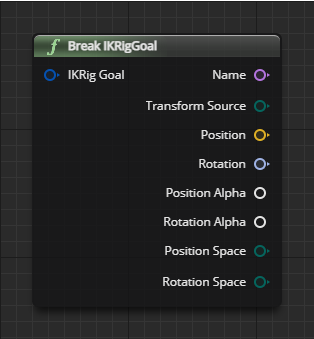 f Break IKRigGoal
IKRig Goal
Name
Transform Source
Position
Rotation
Position Alpha
Rotation Alpha
Position Space
Rotation Space